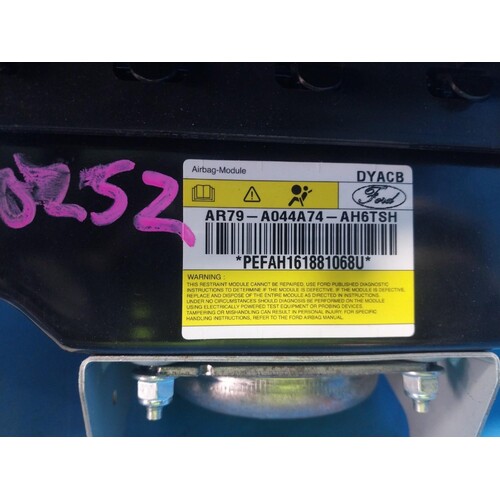 0252
Airbag-Module
DYACB
Ford
AR79-A044A74-AH6TSH
*PEFAH161881068U*
WARNING :
THIS RESTRAINT MODULE CANNOT BE REPAIRED. USE FORD PUBLISHED DIAGNOSTIC
INSTRUCTIONS TO DETERMINE IF THE MODULE IS DEFECTIVE. IF DEFECTIVE,
REPLACE AND DISPOSE OF THE ENTIRE MODULE AS DIRECTED IN INSTRUCTIONS.
UNDER NO CIRCUMSTANCES SHOULD DIAGNOSIS BE PERFORMED ON THE MODULE
USING ELECTRICALLY POWERED TEST EQUIPMENT OR PROBING DEVICES.
TAMPERING OR MISHANDLING CAN RESULT IN PERSONAL INJURY. FOR SPECIFIC
HANDLING INSTRUCTIONS, REFER TO THE FORD AIRBAG MANUAL.